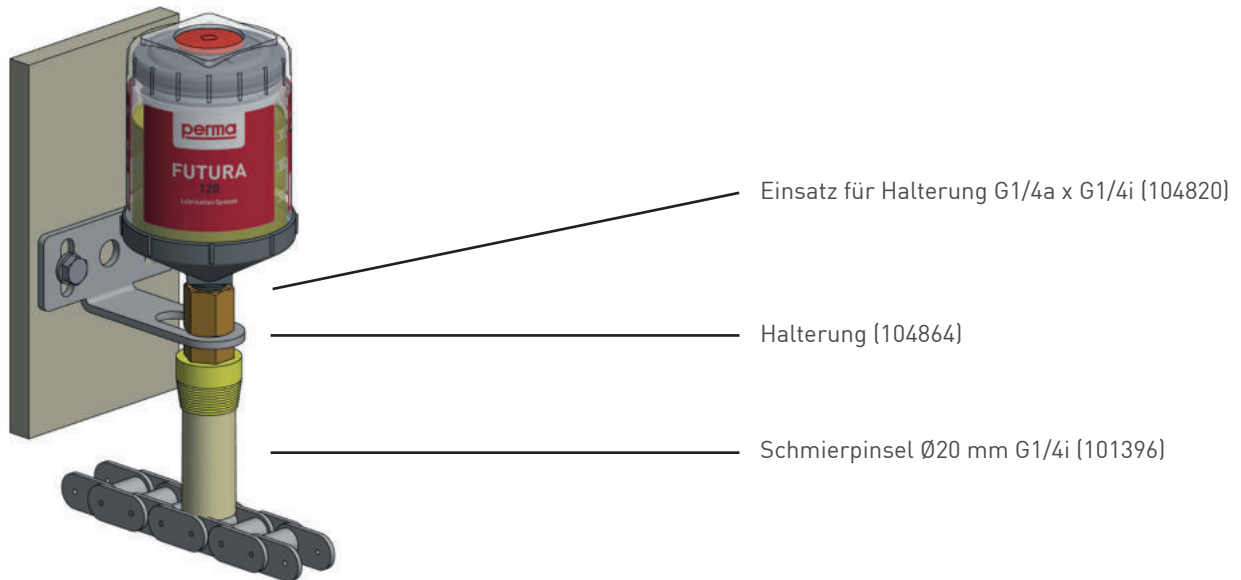 perma
FUTURA
120
Lubrication System
Einsatz für Halterung G1/4a x G1/4i (104820)
Halterung (104864)
Schmierpinsel Ø20 mm G1/4i (101396)